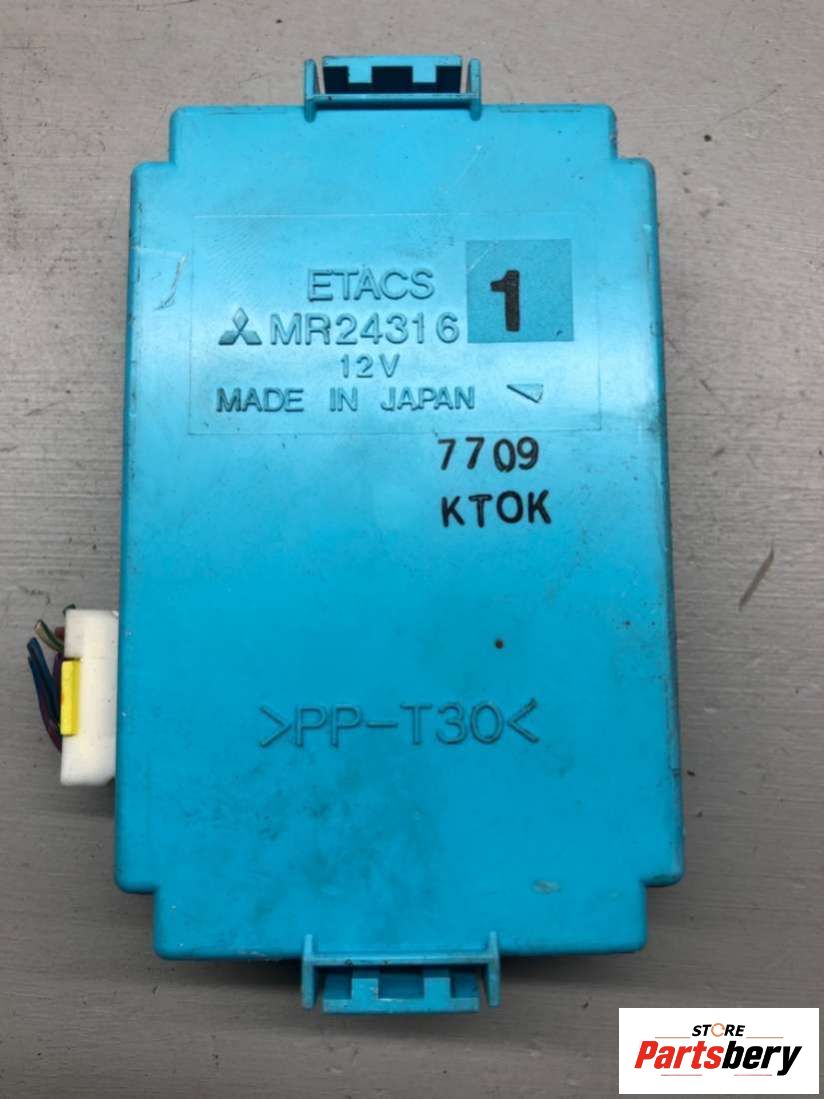 ETACS
MR24316 1
12V
MADE IN JAPAN
7709
KTOK
>PP-T30<
STORE
Partsbery